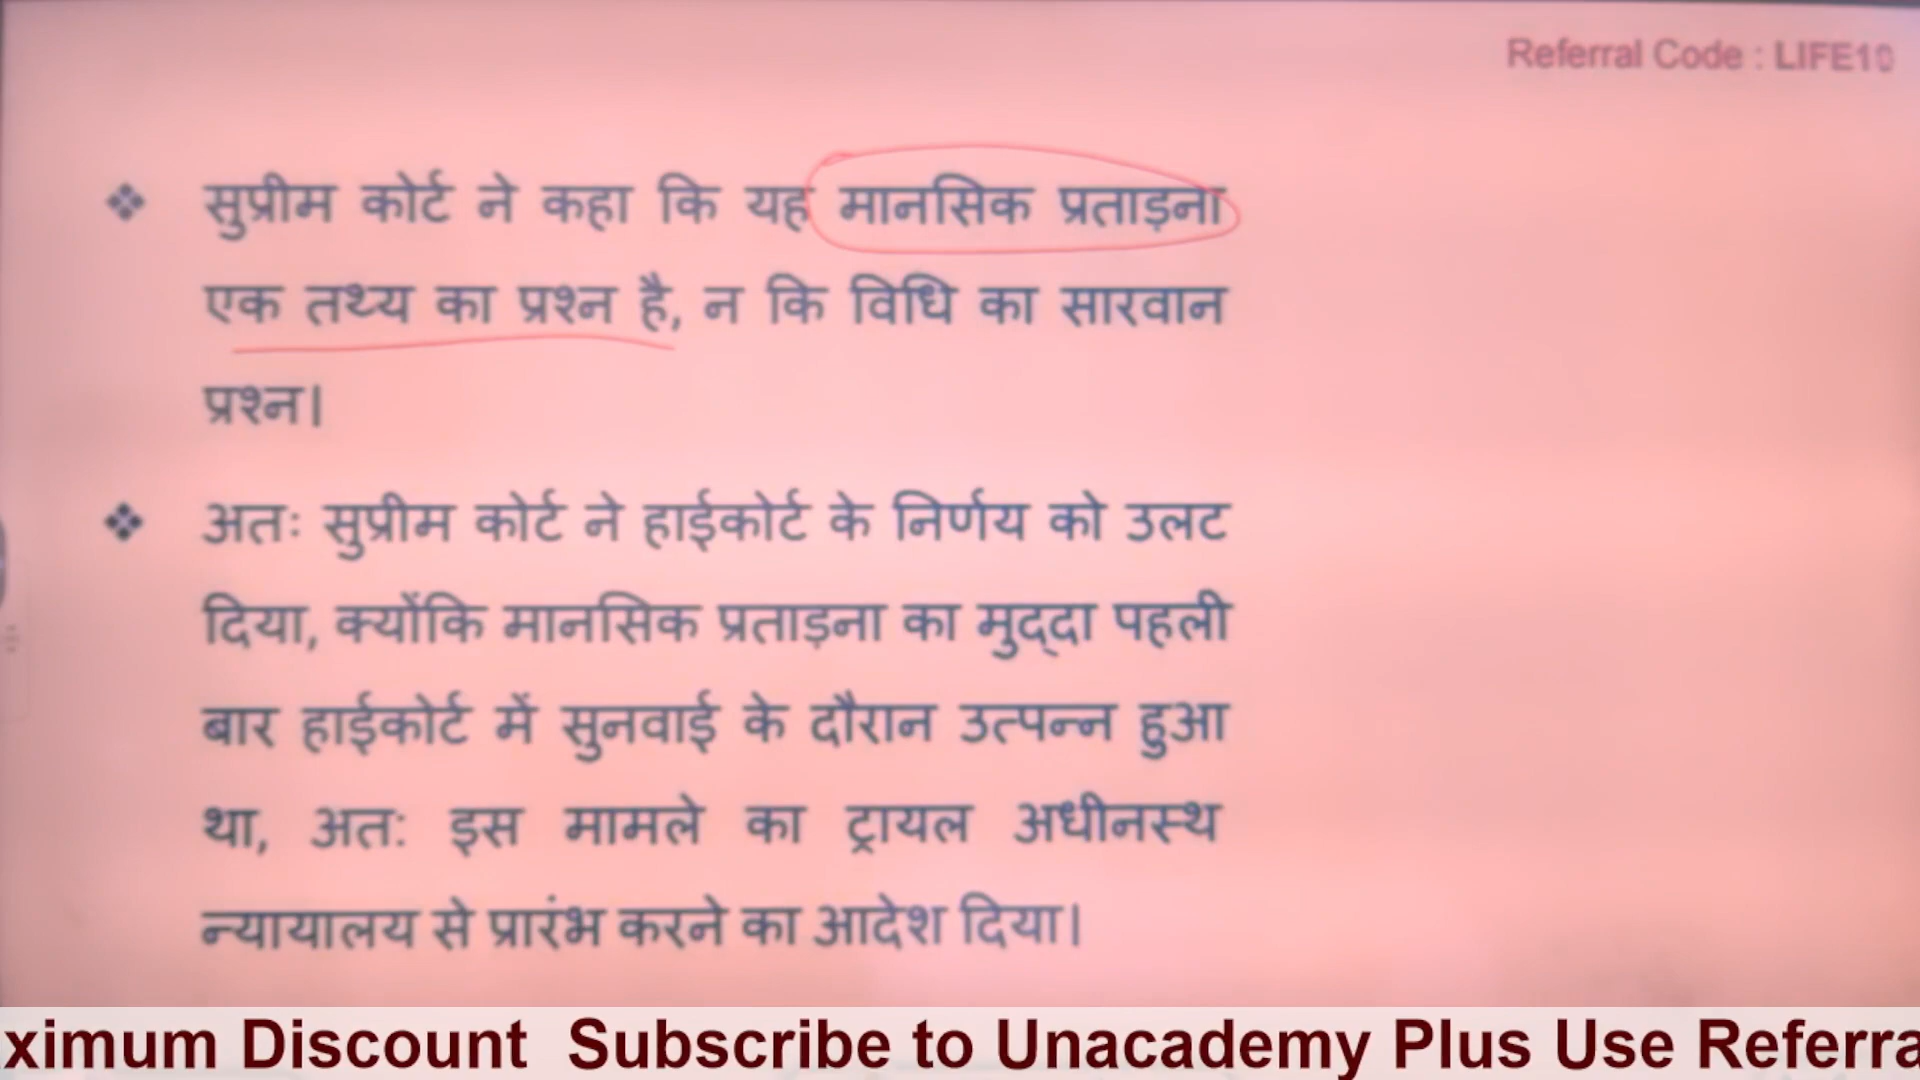 Referral Code : LIFE10
❖ सुप्रीम कोर्ट ने कहा कि यह मानसिक प्रताड़ना
एक तथ्य का प्रश्न है, न कि विधि का सारवान
प्रश्न।
❖ अतः सुप्रीम कोर्ट ने हाईकोर्ट के निर्णय को उलट
दिया, क्योंकि मानसिक प्रताड़ना का मुद्दा पहली
बार हाईकोर्ट में सुनवाई के दौरान उत्पन्न हुआ
था, अत: इस मामले का ट्रायल अधीनस्थ
न्यायालय से प्रारंभ करने का आदेश दिया।
ximum Discount Subscribe to Unacademy Plus Use Referra